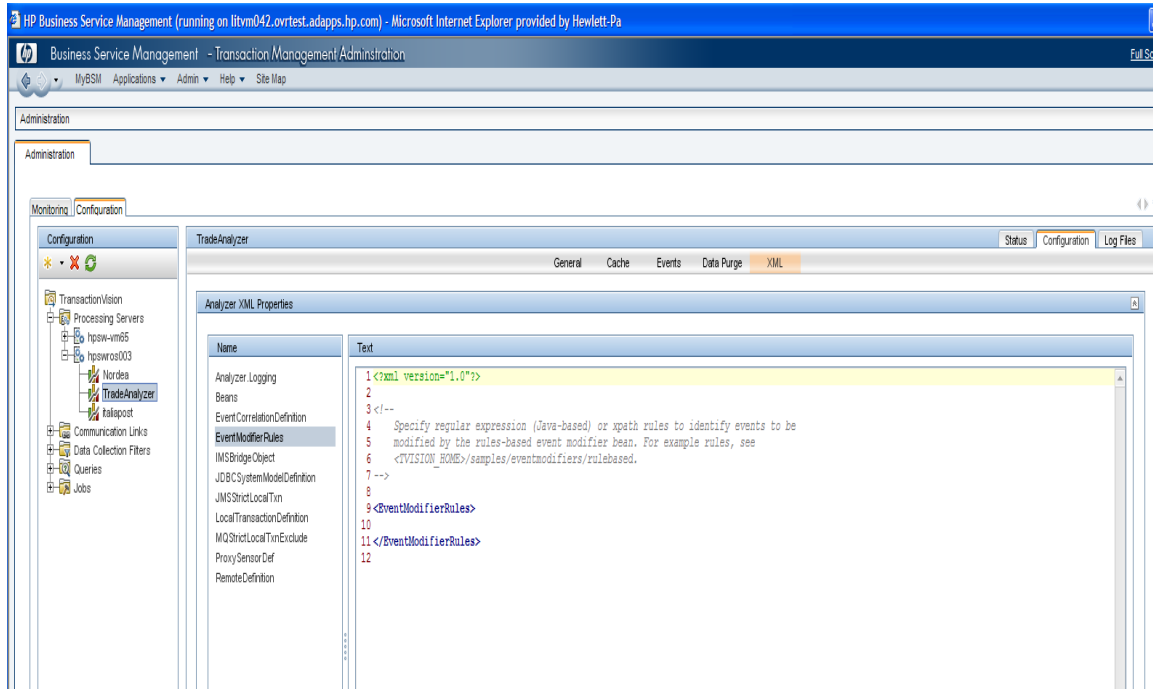 HP Business Service Management (running on litvm042.ovrtest.adapps.hp.com) - Microsoft Internet Explorer provided by Hewlett-Pa
Business Service Management - Transaction Management Adminstration
Full Sc
MyBSM Applications Admin Help Site Map
Administration
Administration
Monitoring Configuration
Configuration
TransactionVision
Processing Servers
hpsw-vm65
hpswros003
Nordea
TradeAnalyzer
italiapost
Communication Links
Data Collection Filters
Queries
Jobs
TradeAnalyzer
Status Configuration Log Files
General Cache Events Data Purge XML
Analyzer XML Properties
Name
Analyzer.Logging
Beans
EventCorrelationDefinition
EventModifierRules
IMSBridgeObject
JDBCSystemModelDefinition
JMSStrictLocalTxn
LocalTransactionDefinition
MQStrictLocalTxnExclude
ProxySensorDef
RemoteDefinition
Text
1 <?xml version="1.0"?>
2
3 <!--
4 Specify regular expression (Java-based) or xpath rules to identify events to be
5 modified by the rules-based event modifier bean. For example rules, see
6 <TVISION_HOME>/samples/eventmodifiers/rulebased.
7 -->
8
9 <EventModifierRules>
10
11 </EventModifierRules>
12